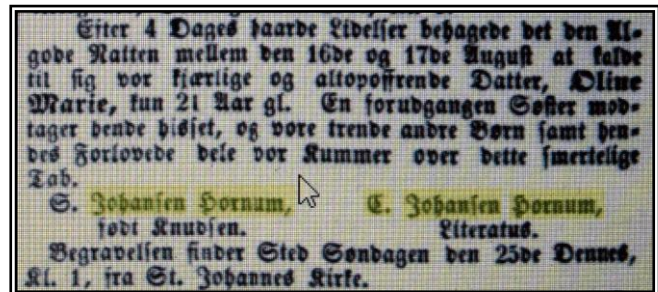 Efter 4 Dages haarde Lidelser behagede det den Al-
gode Natten mellem den 16de og 17de August at kalde
til sig vor kjærlige og altopoffrende Datter, Oline
Marie, kun 21 Aar gl. En forudgangen Søster mod-
tager hende hisset, og vore trende andre Børn samt hen-
des Forlovede dele vor Kummer over dette smertelige
Tab.
S. Johansen Hornum, C. Johansen Hornum,
født Knudsen. Literatus.
Begravelsen finder Sted Søndagen den 25de Dennes,
Kl. 1, fra St. Johannes Kirke.